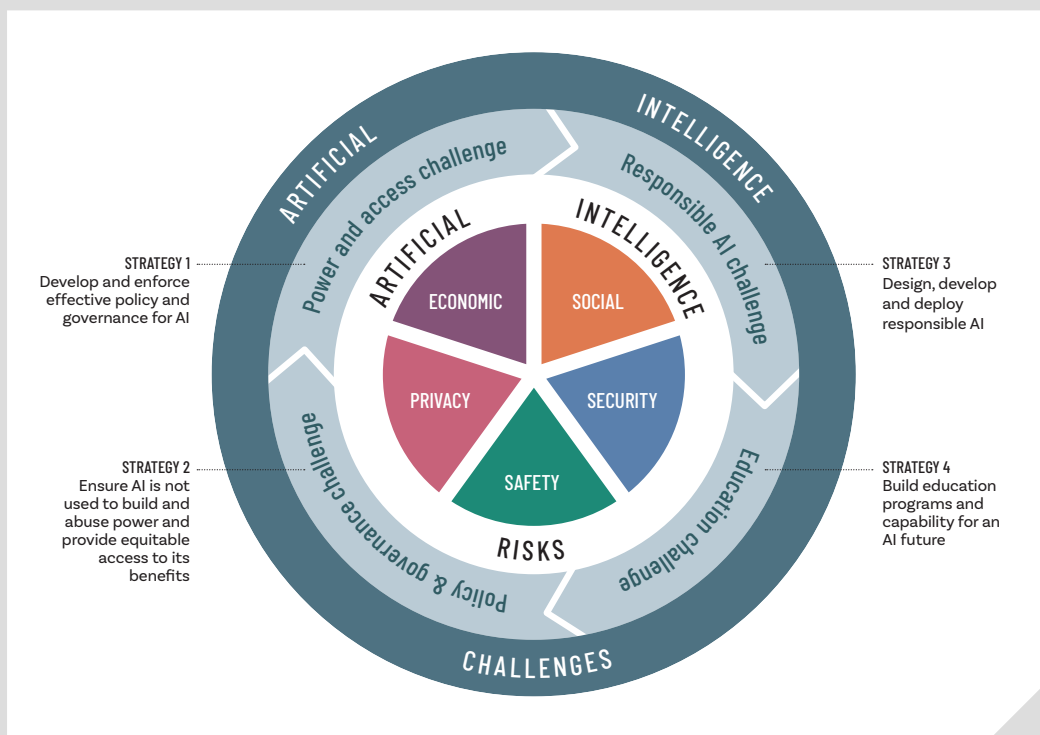 ARTIFICIAL
INTELLIGENCE
CHALLENGES
Power and access challenge
Responsible AI challenge
Education challenge
Policy & governance challenge
ARTIFICIAL
INTELLIGENCE
RISKS
ECONOMIC
SOCIAL
PRIVACY
SECURITY
SAFETY
STRATEGY 1
Develop and enforce
effective policy and
governance for AI
STRATEGY 2
Ensure AI is not
used to build and
abuse power and
provide equitable
access to its
benefits
STRATEGY 3
Design, develop
and deploy
responsible AI
STRATEGY 4
Build education
programs and
capability for an
AI future